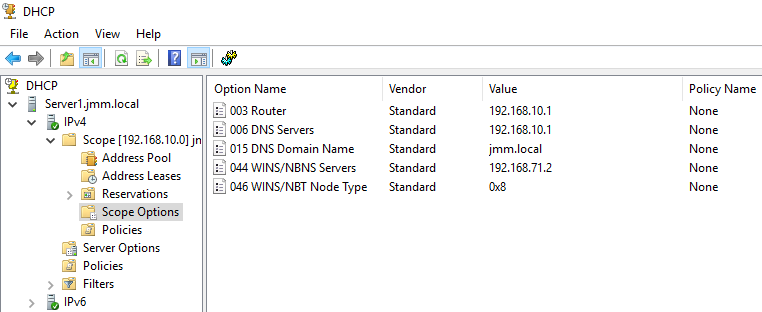 DHCP
File Action View Help
DHCP
Server1.jmm.local
IPv4
Scope [192.168.10.0] jn
Address Pool
Address Leases
Reservations
Scope Options
Policies
Server Options
Policies
Filters
IPv6
Option Name Vendor Value Policy Name
003 Router Standard 192.168.10.1 None
006 DNS Servers Standard 192.168.10.1 None
015 DNS Domain Name Standard jmm.local None
044 WINS/NBNS Servers Standard 192.168.71.2 None
046 WINS/NBT Node Type Standard 0x8 None